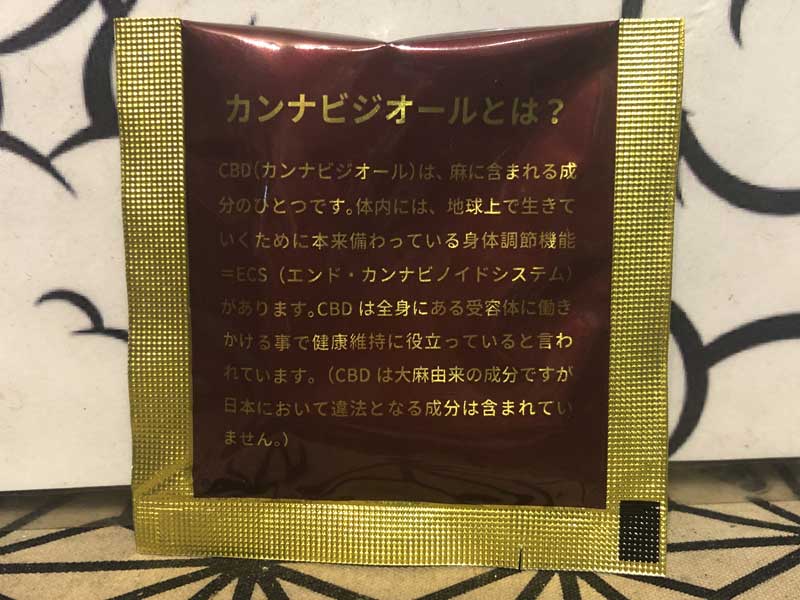 カンナビジオールとは？
CBD（カンナビジオール）は、麻に含まれる成
分のひとつです。体内には、地球上で生きて
いくために本来備わっている身体調節機能
＝ECS（エンド・カンナビノイドシステム）
があります。CBD は全身にある受容体に働き
かける事で健康維持に役立っていると言わ
れています。（CBD は大麻由来の成分ですが
日本において違法となる成分は含まれてい
ません。）